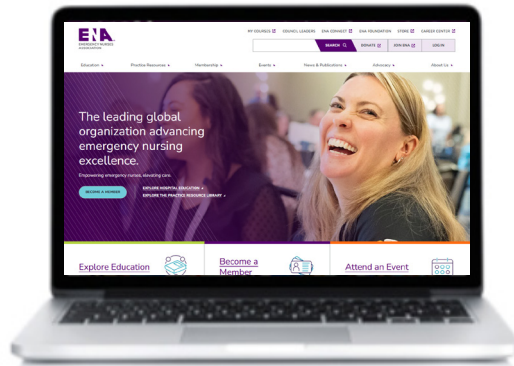 ENA
EMERGENCY NURSES
ASSOCIATION
MY COURSES COUNCIL LEADERS ENA CONNECT ENA FOUNDATION STORE CAREER CENTER
SEARCH DONATE GEN ENA LOG IN
Education Practice Resources Membership Events News & Publications Advocacy About Us
The leading global
organization advancing
emergency nursing
excellence.
Empowering emergency nurses, elevating care.
BECOME A MEMBER
EXPLORE HOSPITAL EDUCATION
EXPLORE THE PRACTICE RESOURCE LIBRARY
Explore Education
Become a
Member
Attend an Event